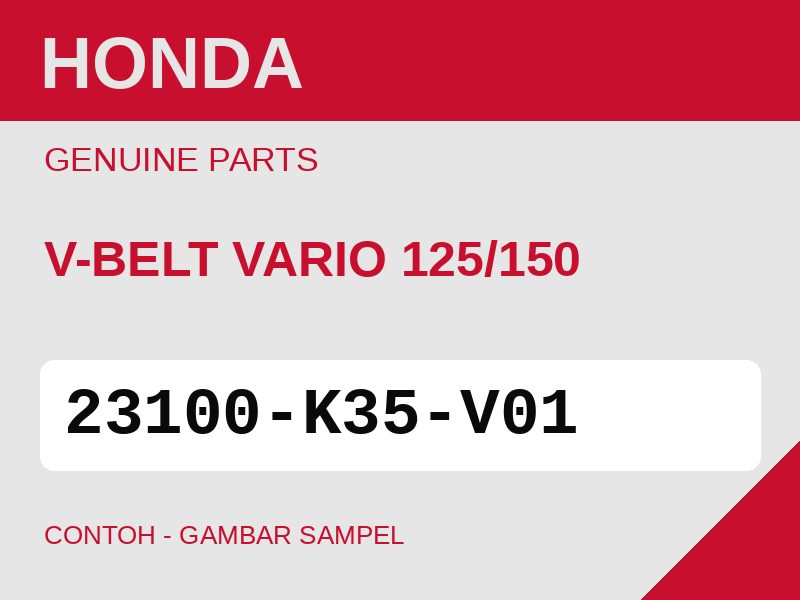 HONDA
GENUINE PARTS
V-BELT VARIO 125/150
23100-K35-V01
CONTOH - GAMBAR SAMPEL